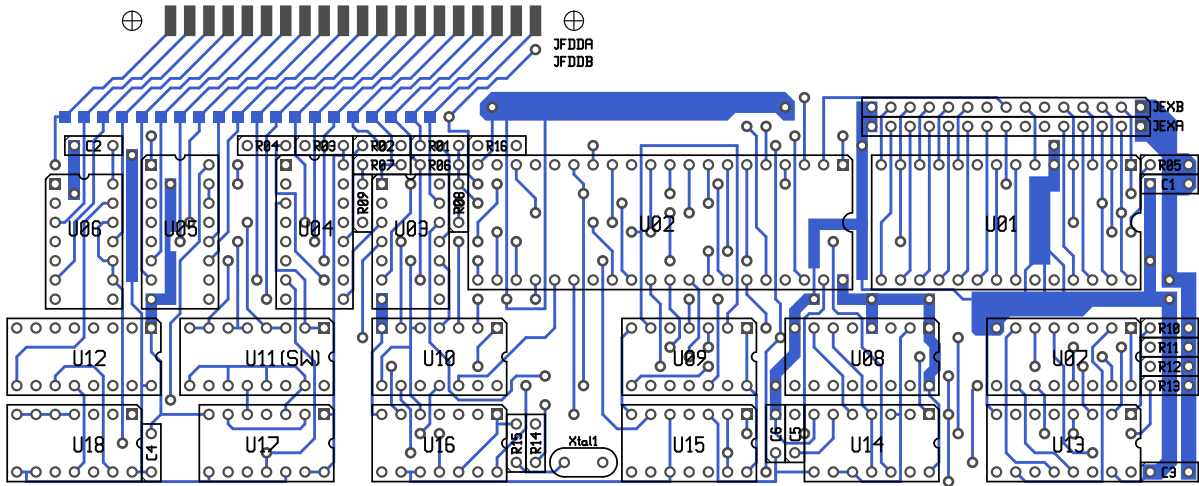 JFDDA
JFDDB
JEXB
JEXA
C2
R04
R03
R02
R01
R16
R07
R06
R05
C1
R09
R08
U06
U05
U04
U03
U02
U01
U12
U11(SW)
U10
U09
U08
U07
R10
R11
R12
R13
U18
C4
U17
U16
R15
R14
Xtal1
U15
C6
C5
U14
U13
C3